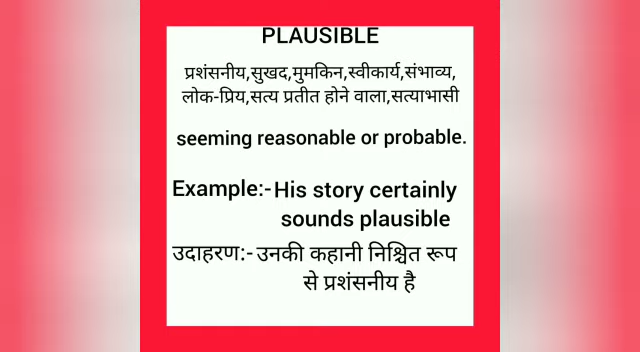 PLAUSIBLE
प्रशंसनीय,सुखद,मुमकिन,स्वीकार्य,संभाव्य,
लोक-प्रिय,सत्य प्रतीत होने वाला,सत्याभासी
seeming reasonable or probable.
Example:-His story certainly
sounds plausible
उदाहरण:-उनकी कहानी निश्चित रूप
से प्रशंसनीय है